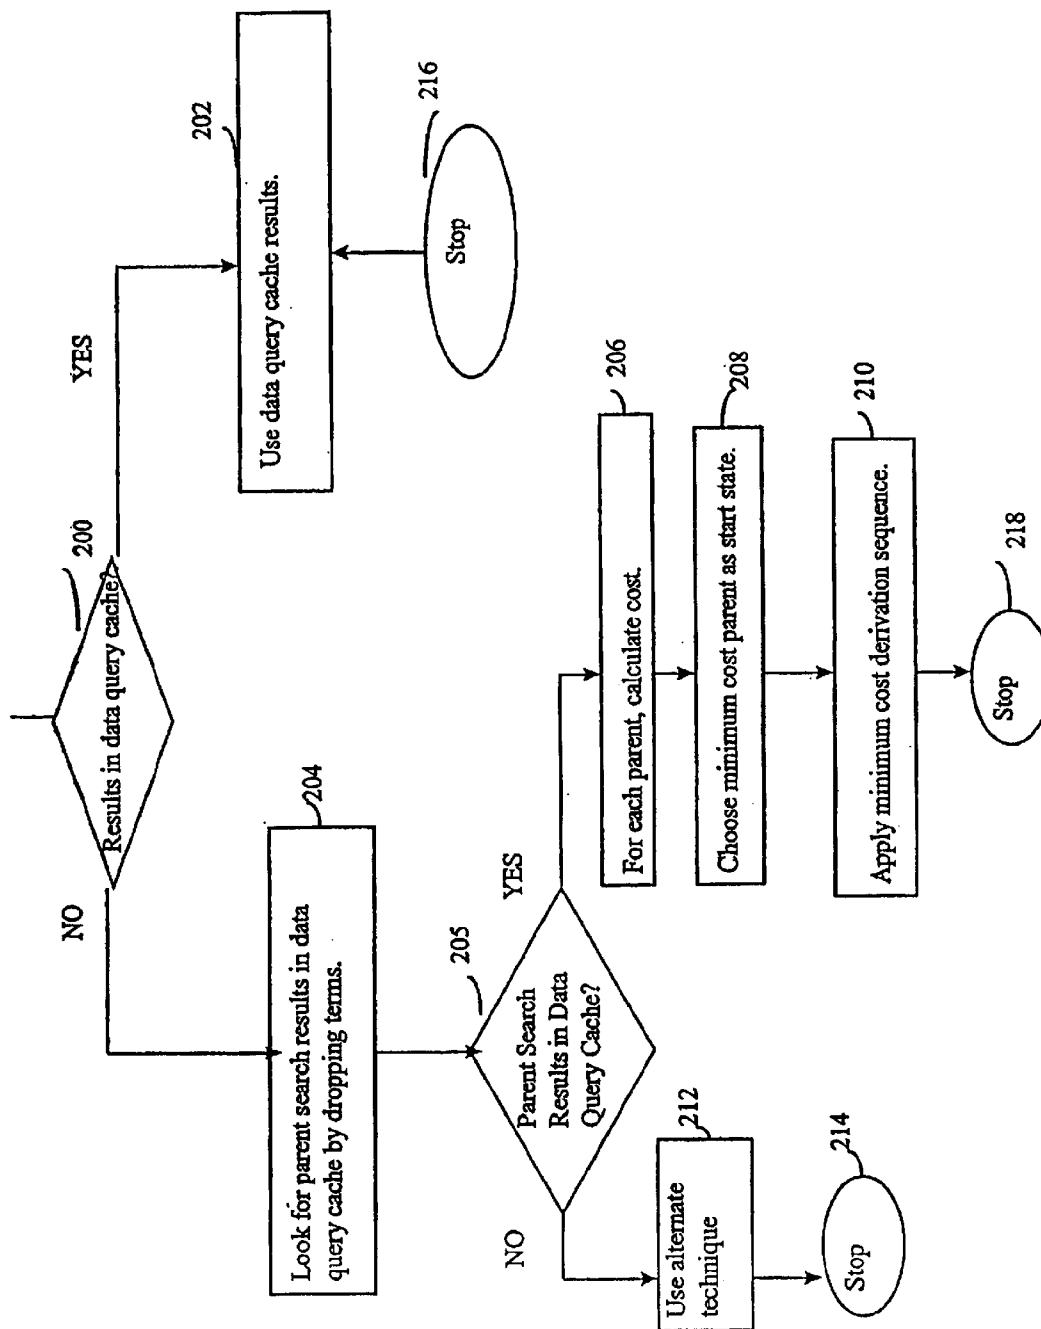 200
Results in data query cache?
YES
NO
202
Use data query cache results.
216
Stop
204
Look for parent search results in data
query cache by dropping terms.
205
Parent Search
Results in Data
Query Cache?
YES
NO
206
For each parent, calculate cost.
208
Choose minimum cost parent as start state.
210
Apply minimum cost derivation sequence.
218
Stop
212
Use alternate
technique
214
Stop